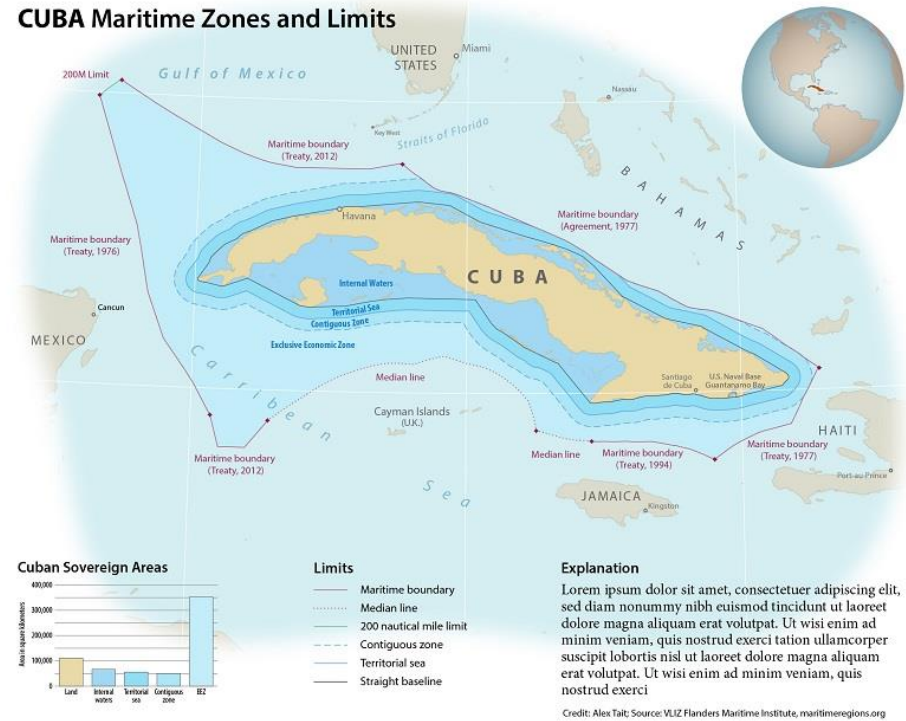 CUBA Maritime Zones and Limits
200M Limit
Gulf of Mexico
UNITED
STATES
Miami
Nassau
Key West
Straits of Florida
Maritime boundary
(Treaty, 2012)
BAHAMAS
Maritime boundary
(Agreement, 1977)
Maritime boundary
(Treaty, 1976)
Havana
CUBA
Internal Waters
Territorial Sea
Contiguous Zone
Exclusive Economic Zone
Cancun
MEXICO
Carribean
Sea
Median line
Santiago
de Cuba
U.S. Naval Base
Guantanamo Bay
Cayman Islands
(U.K.)
Maritime boundary
(Treaty, 2012)
Median line
Maritime boundary
(Treaty, 1994)
Maritime boundary
(Treaty, 1977)
HAITI
Port-au-Prince
JAMAICA
Kingston
Cuban Sovereign Areas
Area in square kilometers
400,000
300,000
200,000
100,000
0
Land
Internal
waters
Territorial
sea
Contiguous
zone
EEZ
Limits
Maritime boundary
Median line
200 nautical mile limit
Contiguous zone
Territorial sea
Straight baseline
Explanation
Lorem ipsum dolor sit amet, consectetuer adipiscing elit,
sed diam nonummy nibh euismod tincidunt ut laoreet
dolore magna aliquam erat volutpat. Ut wisi enim ad
minim veniam, quis nostrud exerci tation ullamcorper
suscipit lobortis nisl ut laoreet dolore magna aliquam
erat volutpat. Ut wisi enim ad minim veniam, quis
nostrud exerci
Credit: Alex Tait; Source: VLIZ Flanders Maritime Institute, maritimeregions.org